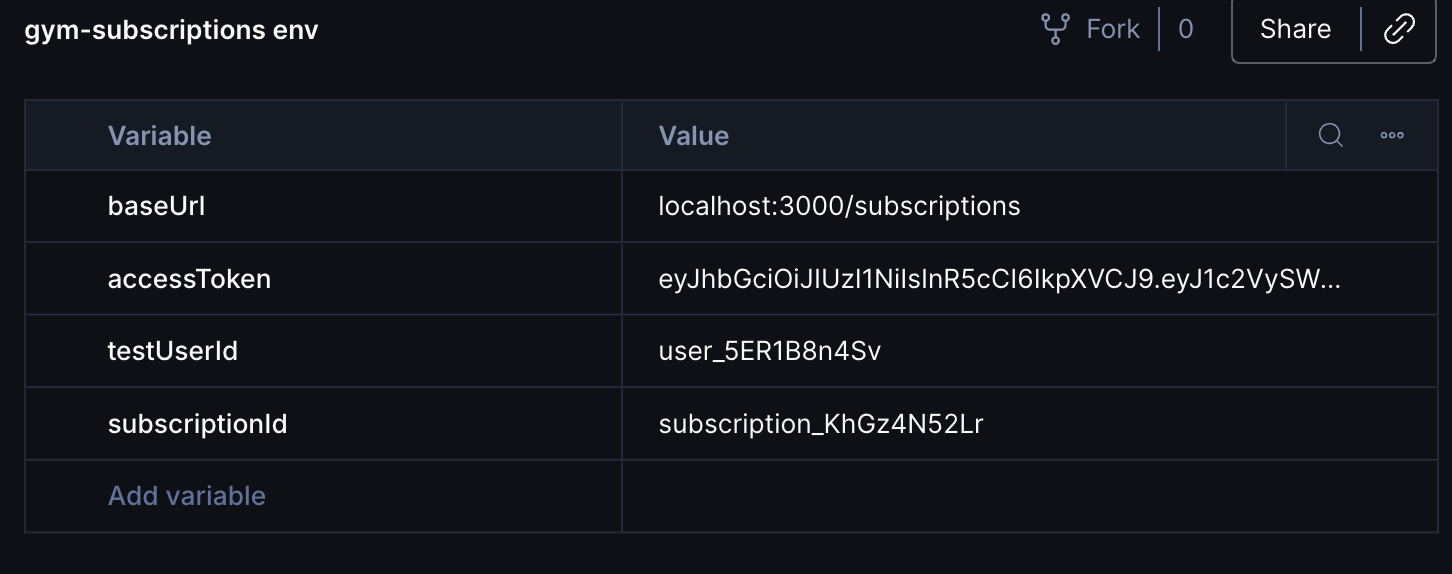 gym-subscriptions env
Fork 0 Share
Variable Value
baseUrl localhost:3000/subscriptions
accessToken eyJhbGciOiJIUzI1NiIsInR5cCI6IkpXVCJ9.eyJ1c2VySW...
testUserId user_5ER1B8n4Sv
subscriptionId subscription_KhGz4N52Lr
Add variable